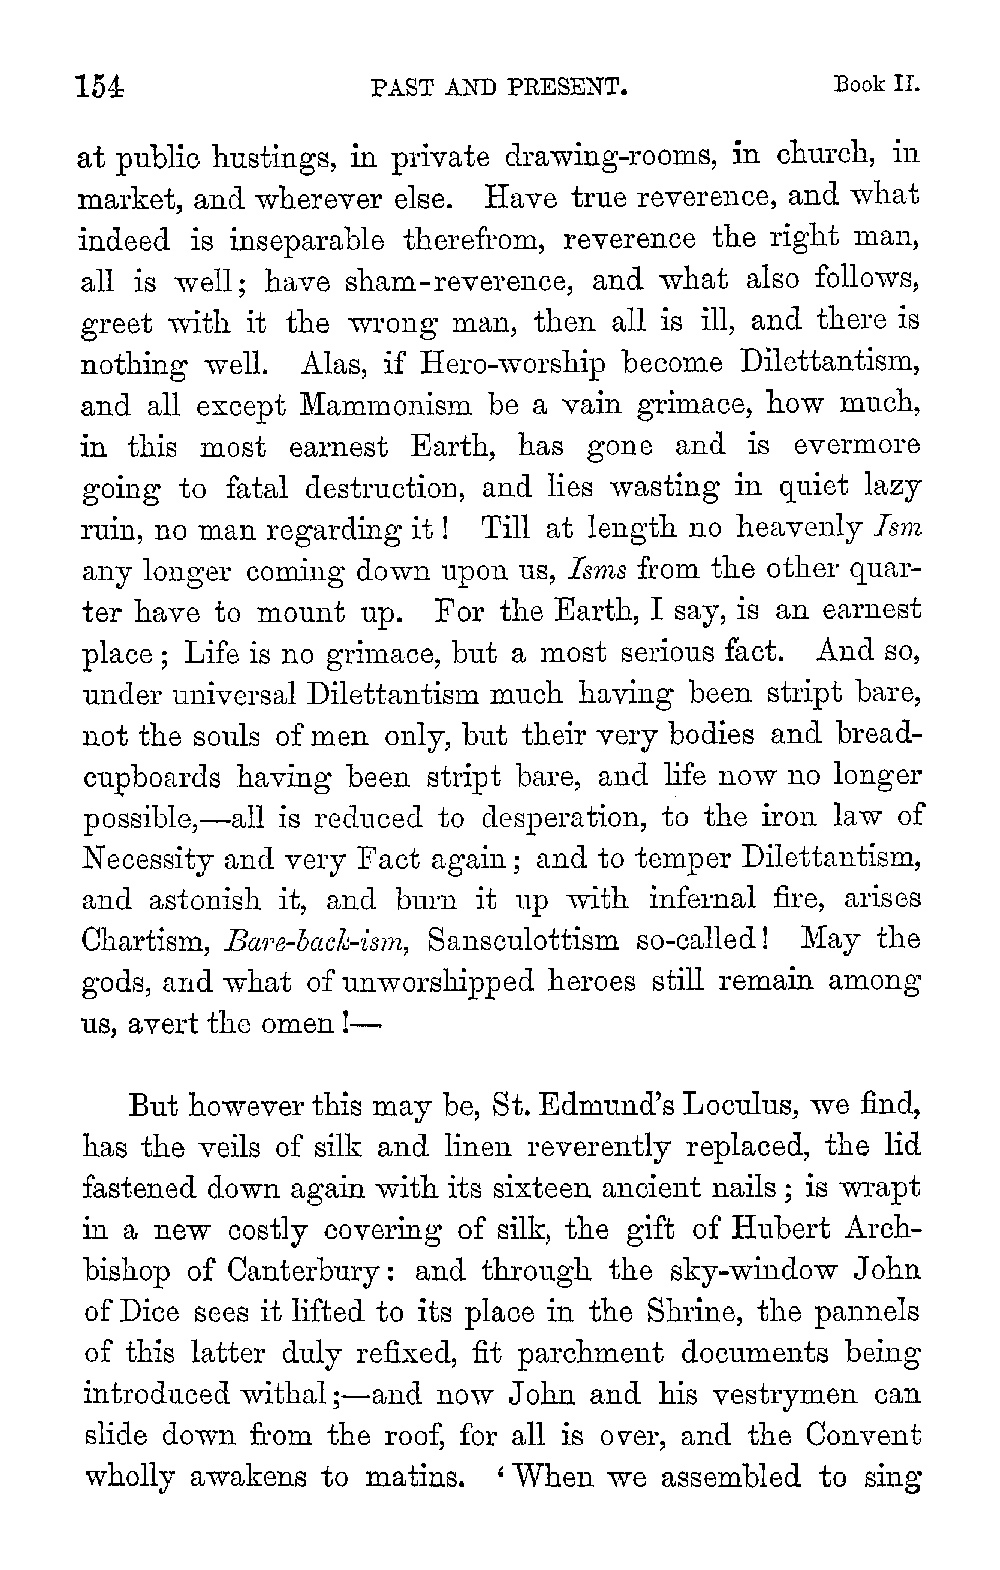 154 PAST AND PRESENT. Book II.
at public hustings, in private drawing-rooms, in church, in
market, and wherever else. Have true reverence, and what
indeed is inseparable therefrom, reverence the right man,
all is well; have sham-reverence, and what also follows,
greet with it the wrong man, then all is ill, and there is
nothing well. Alas, if Hero-worship become Dilettantism,
and all except Mammonism be a vain grimace, how much,
in this most earnest Earth, has gone and is evermore
going to fatal destruction, and lies wasting in quiet lazy
ruin, no man regarding it! Till at length no heavenly Ism
any longer coming down upon us, Isms from the other quar-
ter have to mount up. For the Earth, I say, is an earnest
place; Life is no grimace, but a most serious fact. And so,
under universal Dilettantism much having been stript bare,
not the souls of men only, but their very bodies and bread-
cupboards having been stript bare, and life now no longer
possible,—all is reduced to desperation, to the iron law of
Necessity and very Fact again; and to temper Dilettantism,
and astonish it, and burn it up with infernal fire, arises
Chartism, Bare-back-ism, Sansculottism so-called! May the
gods, and what of unworshipped heroes still remain among
us, avert the omen!—
But however this may be, St. Edmund's Loculus, we find,
has the veils of silk and linen reverently replaced, the lid
fastened down again with its sixteen ancient nails; is wrapt
in a new costly covering of silk, the gift of Hubert Arch-
bishop of Canterbury: and through the sky-window John
of Dice sees it lifted to its place in the Shrine, the pannels
of this latter duly refixed, fit parchment documents being
introduced withal;—and now John and his vestrymen can
slide down from the roof, for all is over, and the Convent
wholly awakens to matins. 'When we assembled to sing